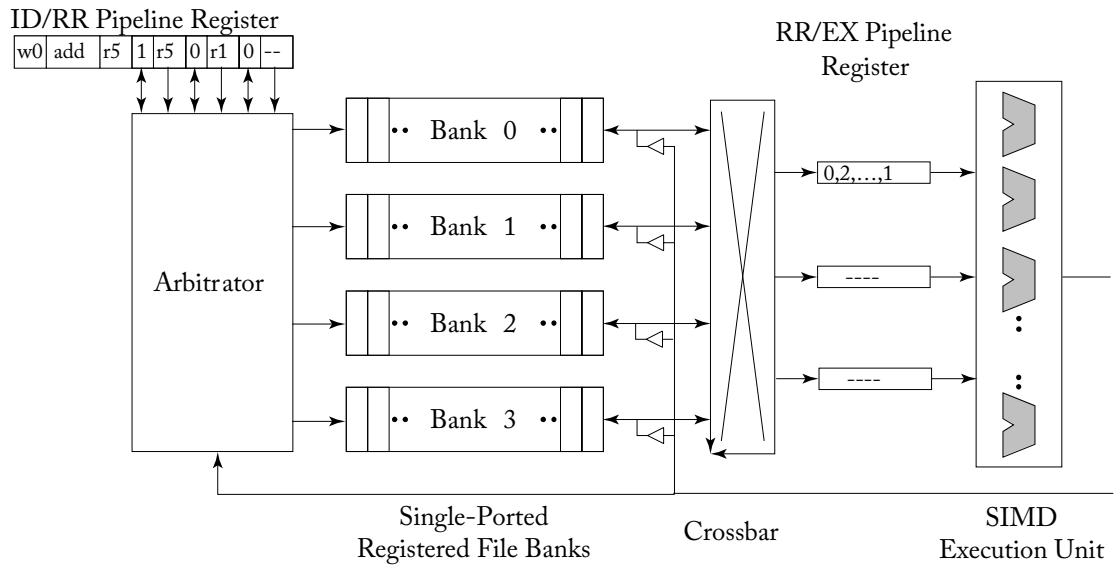 ID/RR Pipeline Register
w0 add r5 1 r5 0 r1 0 --
RR/EX Pipeline
Register
Bank 0
0,2,...,1
Bank 1
Arbitrator
----
Bank 2
----
Bank 3
Single-Ported
Registered File Banks
Crossbar
SIMD
Execution Unit